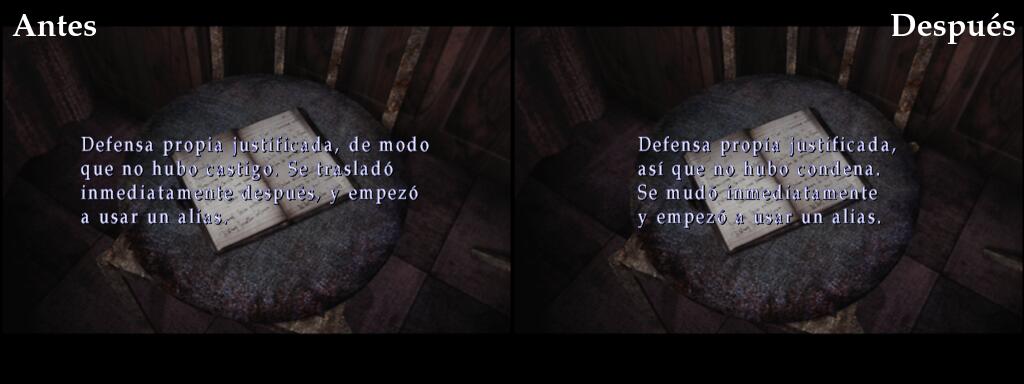 Antes
Defensa propia justificada, de modo
que no hubo castigo. Se trasladó
inmediatamente después, y empezó
a usar un alias.
Después
Defensa propia justificada,
así que no hubo condena.
Se mudó inmediatamente
y empezó a usar un alias.